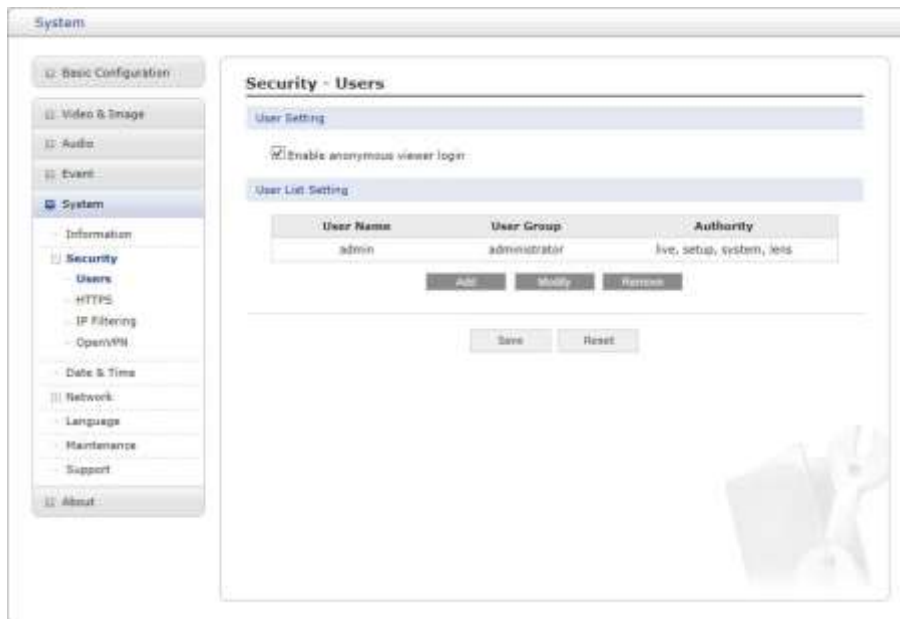 System
Basic Configuration
Video & Image
Audio
Event
System
Information
Security
Users
HTTPS
IP Filtering
OpenVPN
Date & Time
Network
Language
Maintenance
Support
About
Security - Users
User Setting
Enable anonymous viewer login
User List Setting
User Name User Group Authority
admin administrator live, setup, system, lens
Add Modify Remove
Save Reset